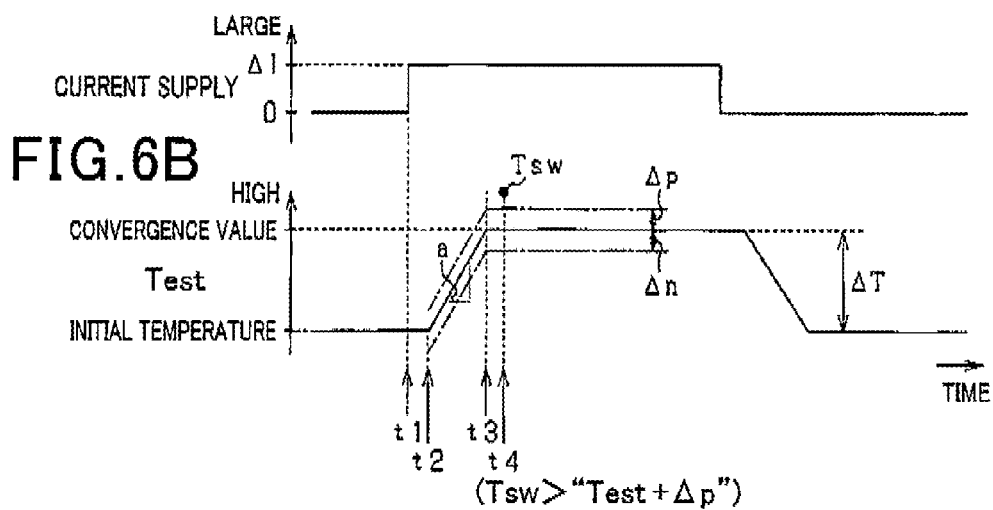 LARGE
ΔI
CURRENT SUPPLY
0
FIG.6B
HIGH
Tsw
Δp
CONVERGENCE VALUE
a
Test
Δn
ΔT
INITIAL TEMPERATURE
TIME
t1
t2
t3
t4
(Tsw>“Test+Δp”)